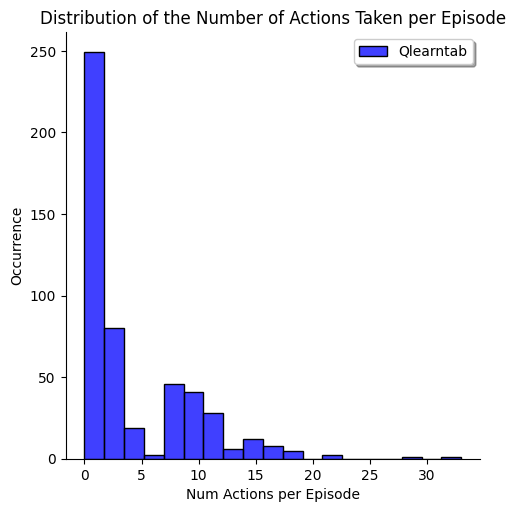 Distribution of the Number of Actions Taken per Episode
Qlearntab
250
200
150
100
50
0
Occurrence
0 5 10 15 20 25 30
Num Actions per Episode